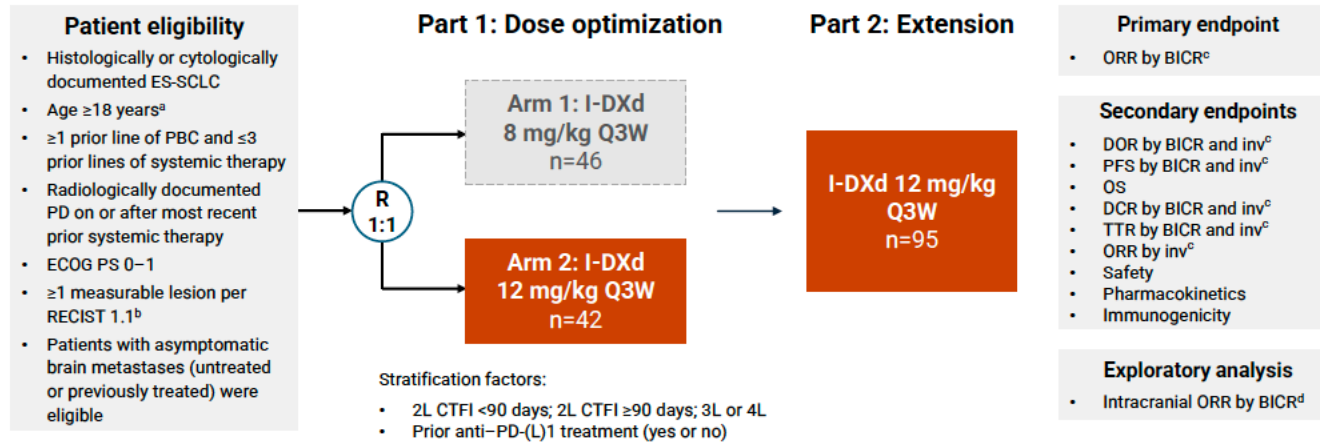 Patient eligibility
• Histologically or cytologically
documented ES-SCLC
• Age ≥18 yearsᵃ
• ≥1 prior line of PBC and ≤3
prior lines of systemic therapy
• Radiologically documented
PD on or after most recent
prior systemic therapy
• ECOG PS 0–1
• ≥1 measurable lesion per
RECIST 1.1ᵇ
• Patients with asymptomatic
brain metastases (untreated
or previously treated) were
eligible
Part 1: Dose optimization
R
1:1
Arm 1: I-DXd
8 mg/kg Q3W
n=46
Arm 2: I-DXd
12 mg/kg Q3W
n=42
Stratification factors:
• 2L CTFI <90 days; 2L CTFI ≥90 days; 3L or 4L
• Prior anti–PD-(L)1 treatment (yes or no)
Part 2: Extension
I-DXd 12 mg/kg
Q3W
n=95
Primary endpoint
• ORR by BICRᶜ
Secondary endpoints
• DOR by BICR and invᶜ
• PFS by BICR and invᶜ
• OS
• DCR by BICR and invᶜ
• TTR by BICR and invᶜ
• ORR by invᶜ
• Safety
• Pharmacokinetics
• Immunogenicity
Exploratory analysis
• Intracranial ORR by BICRᵈ